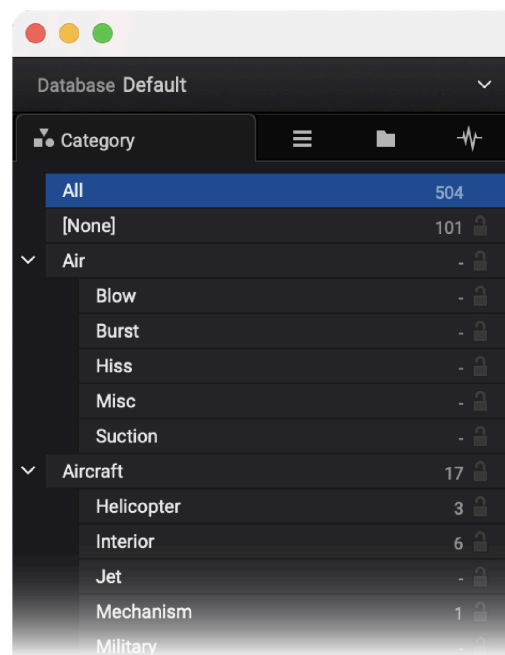 Database Default
Category
All 504
[None] 101
Air -
Blow -
Burst -
Hiss -
Misc -
Suction -
Aircraft 17
Helicopter 3
Interior 6
Jet -
Mechanism 1
Military -